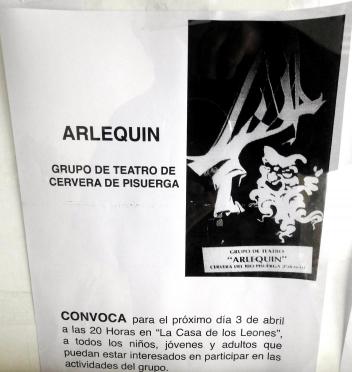 ARLEQUIN
GRUPO DE TEATRO DE
CERVERA DE PISUERGA
GRUPO DE TEATRO
"ARLEQUIN"
CERVERA DEL RIO PISUERGA
CONVOCA para el próximo día 3 de abril
a las 20 Horas en "La Casa de los Leones",
a todos los niños, jóvenes y adultos que
puedan estar interesados en participar en las
actividades del grupo.